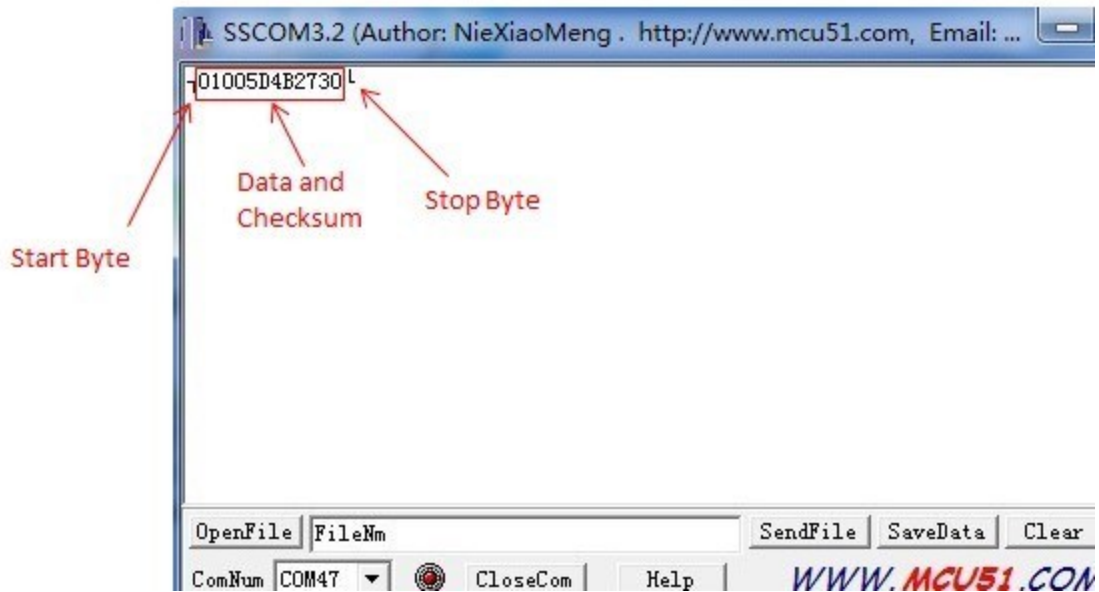 SSCOM3.2 (Author: NieXiaoMeng . http://www.mcu51.com, Email: ...
01005D4B2730
Data and
Checksum
Stop Byte
Start Byte
OpenFile FileNm SendFile SaveData Clear
ComNum COM47 CloseCom Help WWW.MCU51.COM